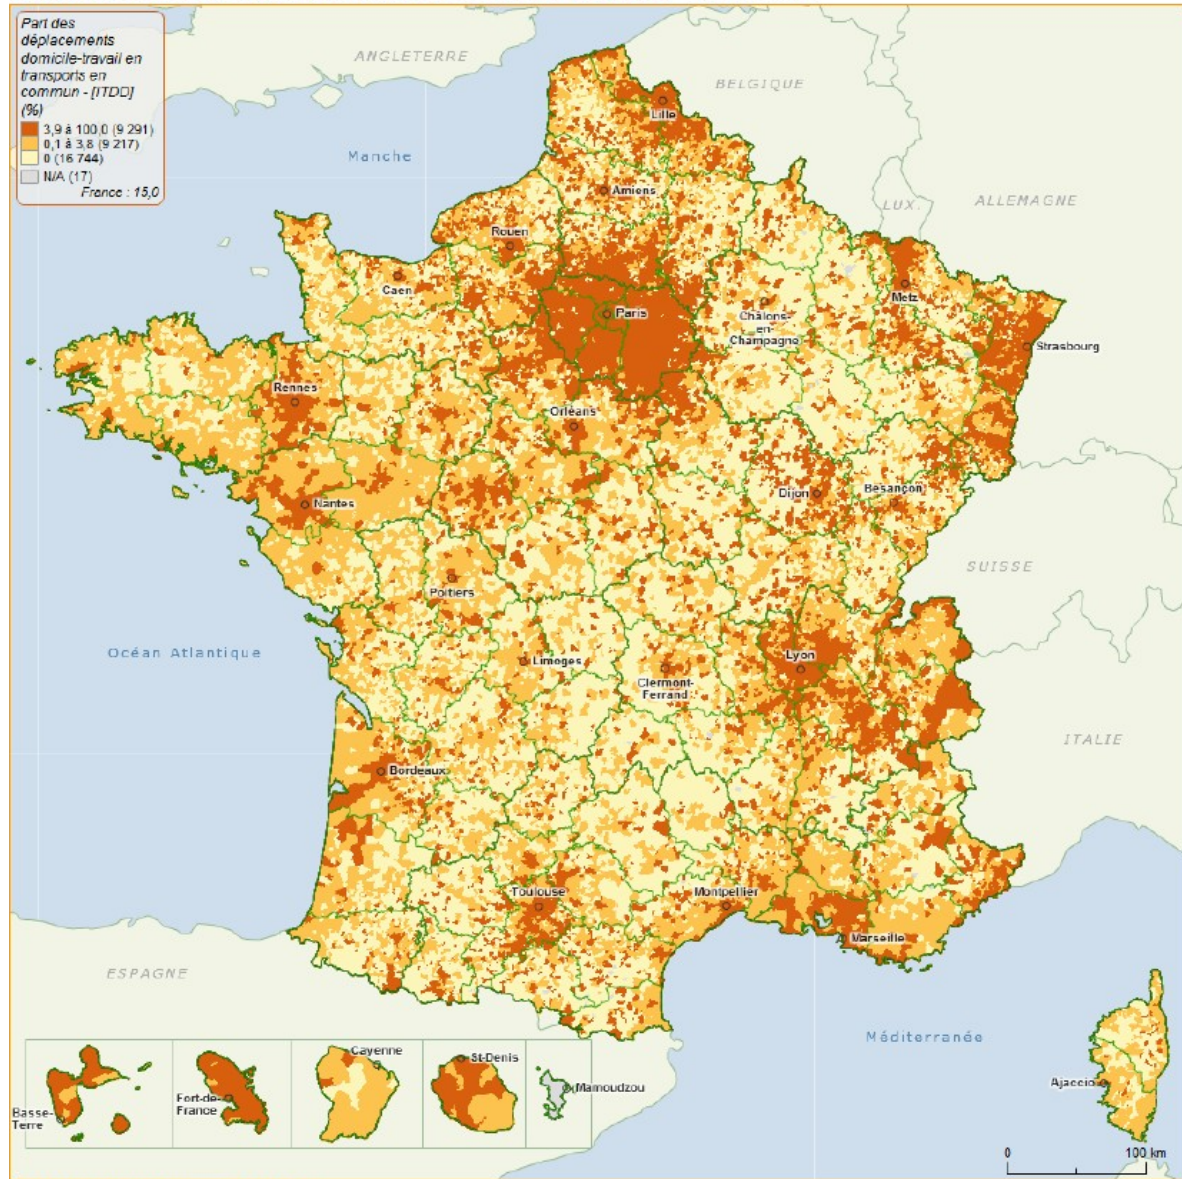 Part des
déplacements
domicile-travail en
transports en
commun - [ITDD]
(%)
3,9 à 100,0 (9 291)
0,1 à 3,8 (9 217)
0 (16 744)
N/A (17)
France : 15,0
ANGLETERRE
BELGIQUE
Lille
Manche
Amiens
LUX.
ALLEMAGNE
Rouen
Caen
Metz
Paris
Châlons-
en-
Champagne
Strasbourg
Rennes
Orléans
Nantes
Dijon
Besançon
SUISSE
Poitiers
Océan Atlantique
Limoges
Lyon
Clermont-
Ferrand
ITALIE
Bordeaux
Toulouse
Montpellier
Marseille
ESPAGNE
Méditerranée
Ajaccio
Basse-
Terre
Fort-de-
France
Cayenne
St-Denis
Mamoudzou
0 100 km